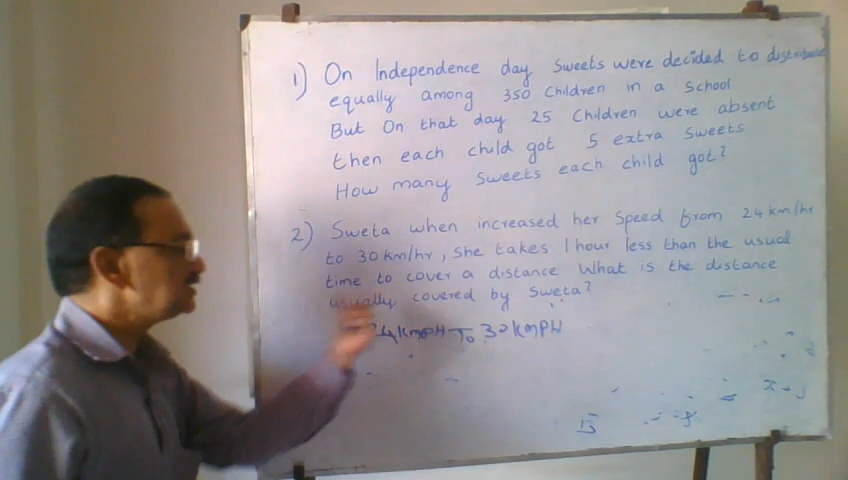 1) On Independence day Sweets were decided to distribute
equally among 350 Children in a School
But On that day 25 Children were absent
then each child got 5 extra Sweets
How many Sweets each child got?
2) Sweta when increased her Speed from 24 km/hr
to 30 km/hr, She takes 1 hour less than the usual
time to cover a distance What is the distance
usually covered by Sweta?
24 KmPH To 30 KmPH